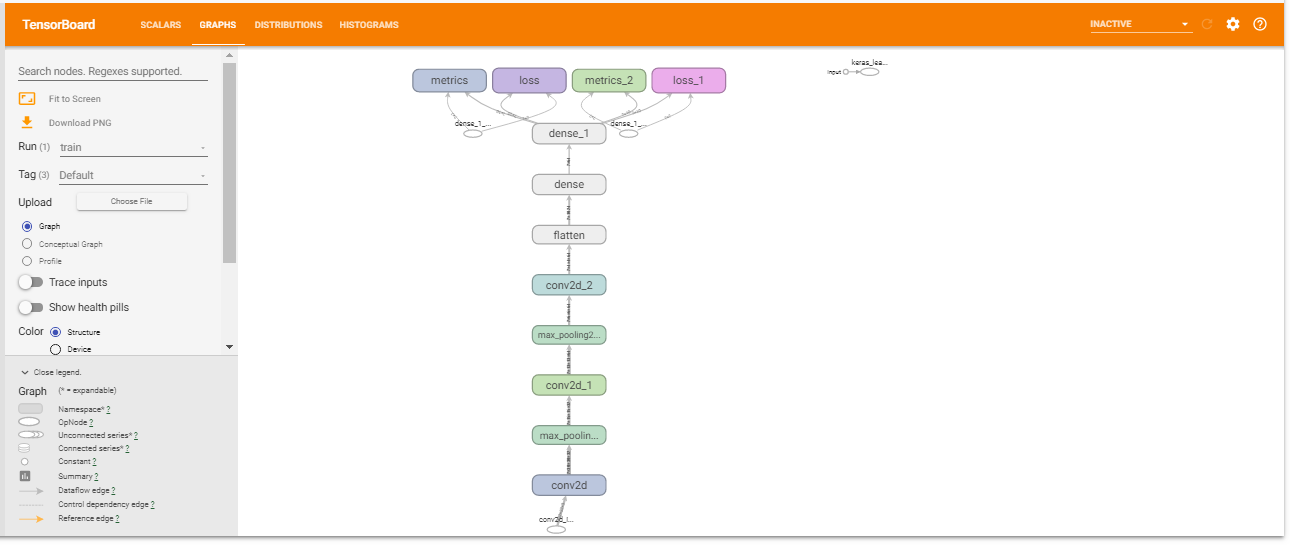 TensorBoard SCALARS GRAPHS DISTRIBUTIONS HISTOGRAMS INACTIVE
Search nodes. Regexes supported.
Fit to Screen
Download PNG
Run (1) train
Tag (3) Default
Upload Choose File
Graph
Conceptual Graph
Profile
Trace inputs
Show health pills
Color Structure
Device
Close legend.
Graph (* = expandable)
Namespace* ?
OpNode ?
Unconnected series* ?
Connected series* ?
Constant ?
Summary ?
Dataflow edge ?
Control dependency edge ?
Reference edge ?
metrics loss metrics_2 loss_1
dense_1_... dense_1_...
dense_1
dense
flatten
conv2d_2
max_pooling2...
conv2d_1
max_poolin...
conv2d
conv2d_i...
keras_lea...
input